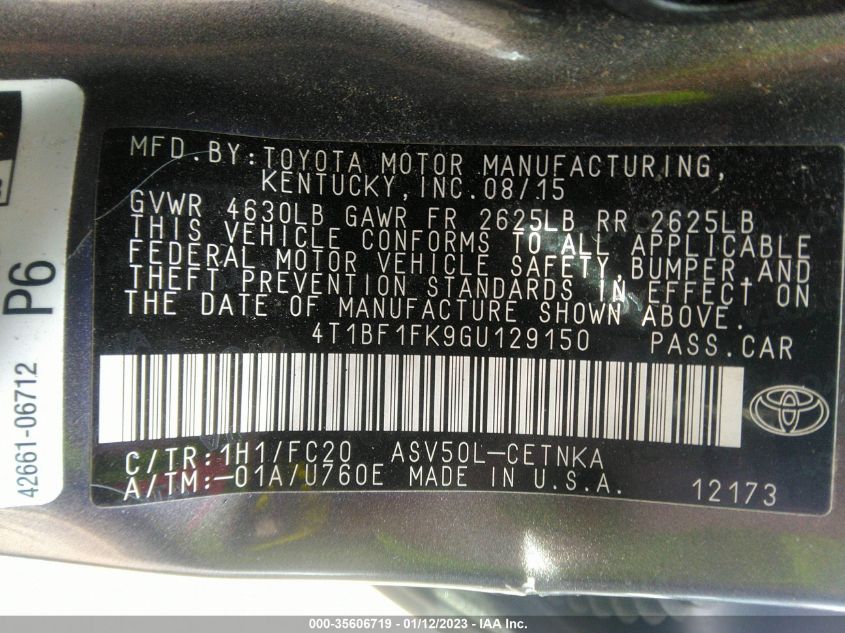 MFD.BY:TOYOTA MOTOR MANUFACTURING,
KENTUCKY,INC.08/15
GVWR 4630LB GAWR FR 2625LB RR 2625LB
THIS VEHICLE CONFORMS TO ALL APPLICABLE
FEDERAL MOTOR VEHICLE SAFETY,BUMPER,AND
THEFT PREVENTION STANDARDS IN EFFECT ON
THE DATE OF MANUFACTURE SHOWN ABOVE.
4T1BF1FK9GU129150 PASS.CAR
C/TR:1H1/FC20 ASV50L-CETNKA
A/TM:-01A/U760E MADE IN U.S.A. 12173
P6
42661-06712
000-35606719 - 01/12/2023 - IAA Inc.